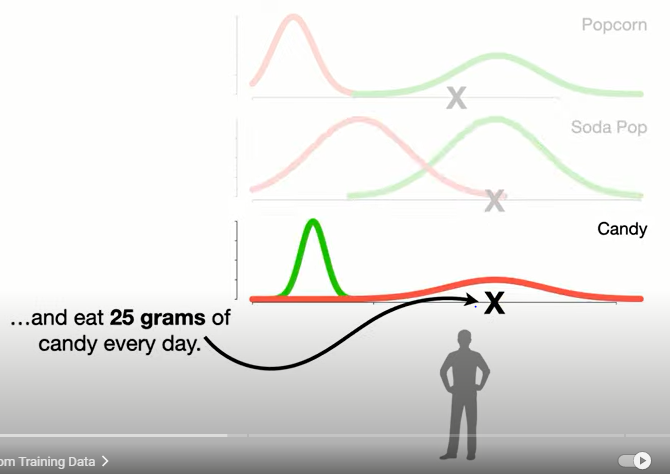 Popcorn
X
Soda Pop
X
Candy
X
...and eat 25 grams of
candy every day.
om Training Data >